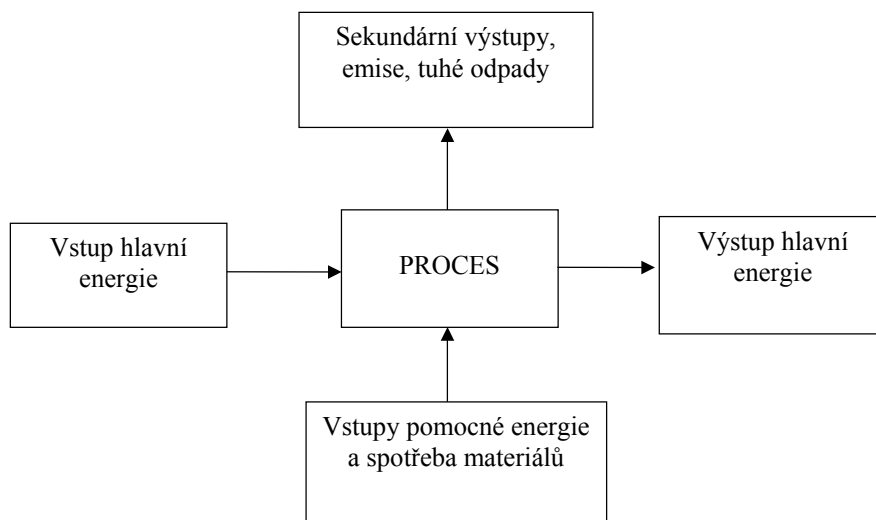 Sekundární výstupy,
emise, tuhé odpady
Vstup hlavní
energie
PROCES
Výstup hlavní
energie
Vstupy pomocné energie
a spotřeba materiálů